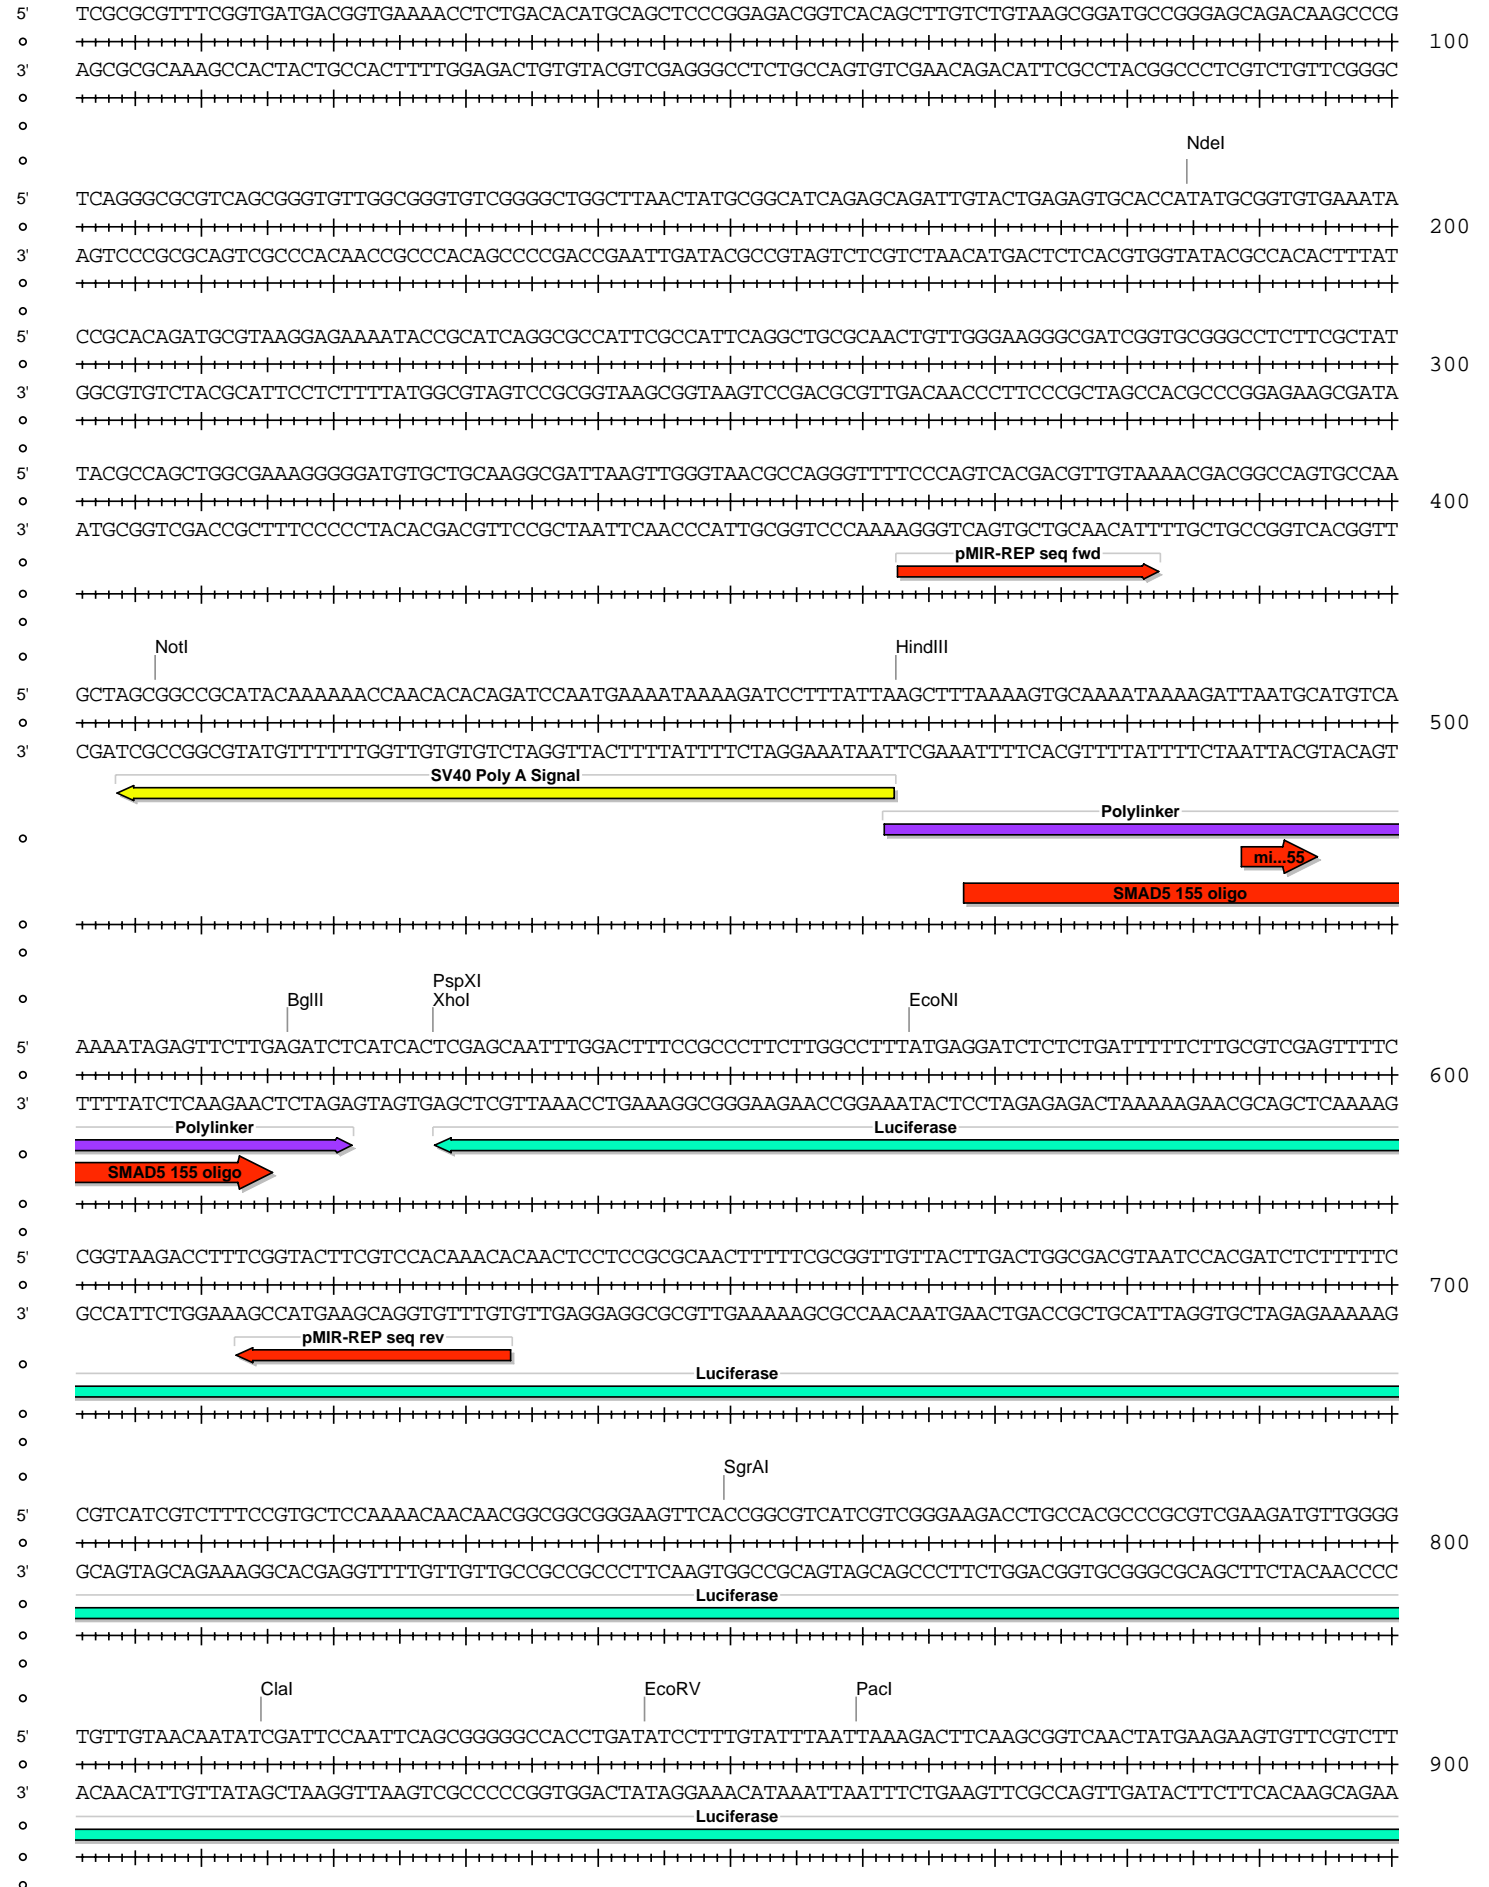 5' TCGCGCGTTTCGGTGATGACGGTGAAAACCTCTGACACATGCAGCTCCCGGAGACGGTCACAGCTTGTCTGTAAGCGGATGCCGGGAGCAGACAAGCCCG
100
3' AGCGCGCAAAGCCACTACTGCCACTTTTGGAGACTGTGTACGTCGAGGGCCTCTGCCAGTGTCGAACAGACATTCGCCTACGGCCCTCGTCTGTTCGGGC
NdeI
5' TCAGGGCGCGTCAGCGGGTGTTGGCGGGTGTCGGGGCTGGCTTAACTATGCGGCATCAGAGCAGATTGTACTGAGAGTGCACCATATGCGGTGTGAAATA
200
3' AGTCCCGCGCAGTCGCCCACAACCGCCCACAGCCCCGACCGAATTGATACGCCGTAGTCTCGTCTAACATGACTCTCACGTGGTATACGCCACACTTTAT
5' CCGCACAGATGCGTAAGGAGAAAATACCGCATCAGGCGCCATTCGCCATTCAGGCTGCGCAACTGTTGGGAAGGGCGATCGGTGCGGGCCTCTTCGCTAT
300
3' GGCGTGTCTACGCATTCCTCTTTTATGGCGTAGTCCGCGGTAAGCGGTAAGTCCGACGCGTTGACAACCCTTCCCGCTAGCCACGCCCGGAGAAGCGATA
5' TACGCCAGCTGGCGAAAGGGGGATGTGCTGCAAGGCGATTAAGTTGGGTAACGCCAGGGTTTTCCCAGTCACGACGTTGTAAAACGACGGCCAGTGCCAA
400
3' ATGCGGTCGACCGCTTTCCCCCTACACGACGTTCCGCTAATTCAACCCATTGCGGTCCCAAAAGGGTCAGTGCTGCAACATTTTGCTGCCGGTCACGGTT
pMIR-REP seq fwd
NotI HindIII
5' GCTAGCGGCCGCATACAAAAAACCAACACACAGATCCAATGAAAATAAAAGATCCTTTATTAAGCTTTAAAAGTGCAAAATAAAAGATTAATGCATGTCA
500
3' CGATCGCCGGCGTATGTTTTTTGGTTGTGTGTCTAGGTTACTTTTATTTTCTAGGAAATAATTCGAAATTTTCACGTTTTATTTTCTAATTACGTACAGT
SV40 Poly A Signal
Polylinker
mi...55
SMAD5 155 oligo
PspXI
BglII XhoI EcoNI
5' AAAATAGAGTTCTTGAGATCTCATCACTCGAGCAATTTGGACTTTCCGCCCTTCTTGGCCTTTATGAGGATCTCTCTGATTTTTCTTGCGTCGAGTTTTC
600
3' TTTTATCTCAAGAACTCTAGAGTAGTGAGCTCGTTAAACCTGAAAGGCGGGAAGAACCGGAAATACTCCTAGAGAGACTAAAAAGAACGCAGCTCAAAAG
Polylinker Luciferase
SMAD5 155 oligo
5' CGGTAAGACCTTTCGGTACTTCGTCCACAAACACAACTCCTCCGCGCAACTTTTTCGCGGTTGTTACTTGACTGGCGACGTAATCCACGATCTCTTTTTC
700
3' GCCATTCTGGAAAGCCATGAAGCAGGTGTTTGTGTTGAGGAGGCGCGTTGAAAAAGCGCCAACAATGAACTGACCGCTGCATTAGGTGCTAGAGAAAAAG
pMIR-REP seq rev
Luciferase
SgrAI
5' CGTCATCGTCTTTCCGTGCTCCAAAACAACAACGGCGGCGGGAAGTTCACCGGCGTCATCGTCGGGAAGACCTGCCACGCCCGCGTCGAAGATGTTGGGG
800
3' GCAGTAGCAGAAAGGCACGAGGTTTTGTTGTTGCCGCCGCCCTTCAAGTGGCCGCAGTAGCAGCCCTTCTGGACGGTGCGGGCGCAGCTTCTACAACCCC
Luciferase
ClaI EcoRV PacI
5' TGTTGTAACAATATCGATTCCAATTCAGCGGGGGCCACCTGATATCCTTTGTATTTAATTAAAGACTTCAAGCGGTCAACTATGAAGAAGTGTTCGTCTT
900
3' ACAACATTGTTATAGCTAAGGTTAAGTCGCCCCCGGTGGACTATAGGAAACATAAATTAATTTCTGAAGTTCGCCAGTTGATACTTCTTCACAAGCAGAA
Luciferase